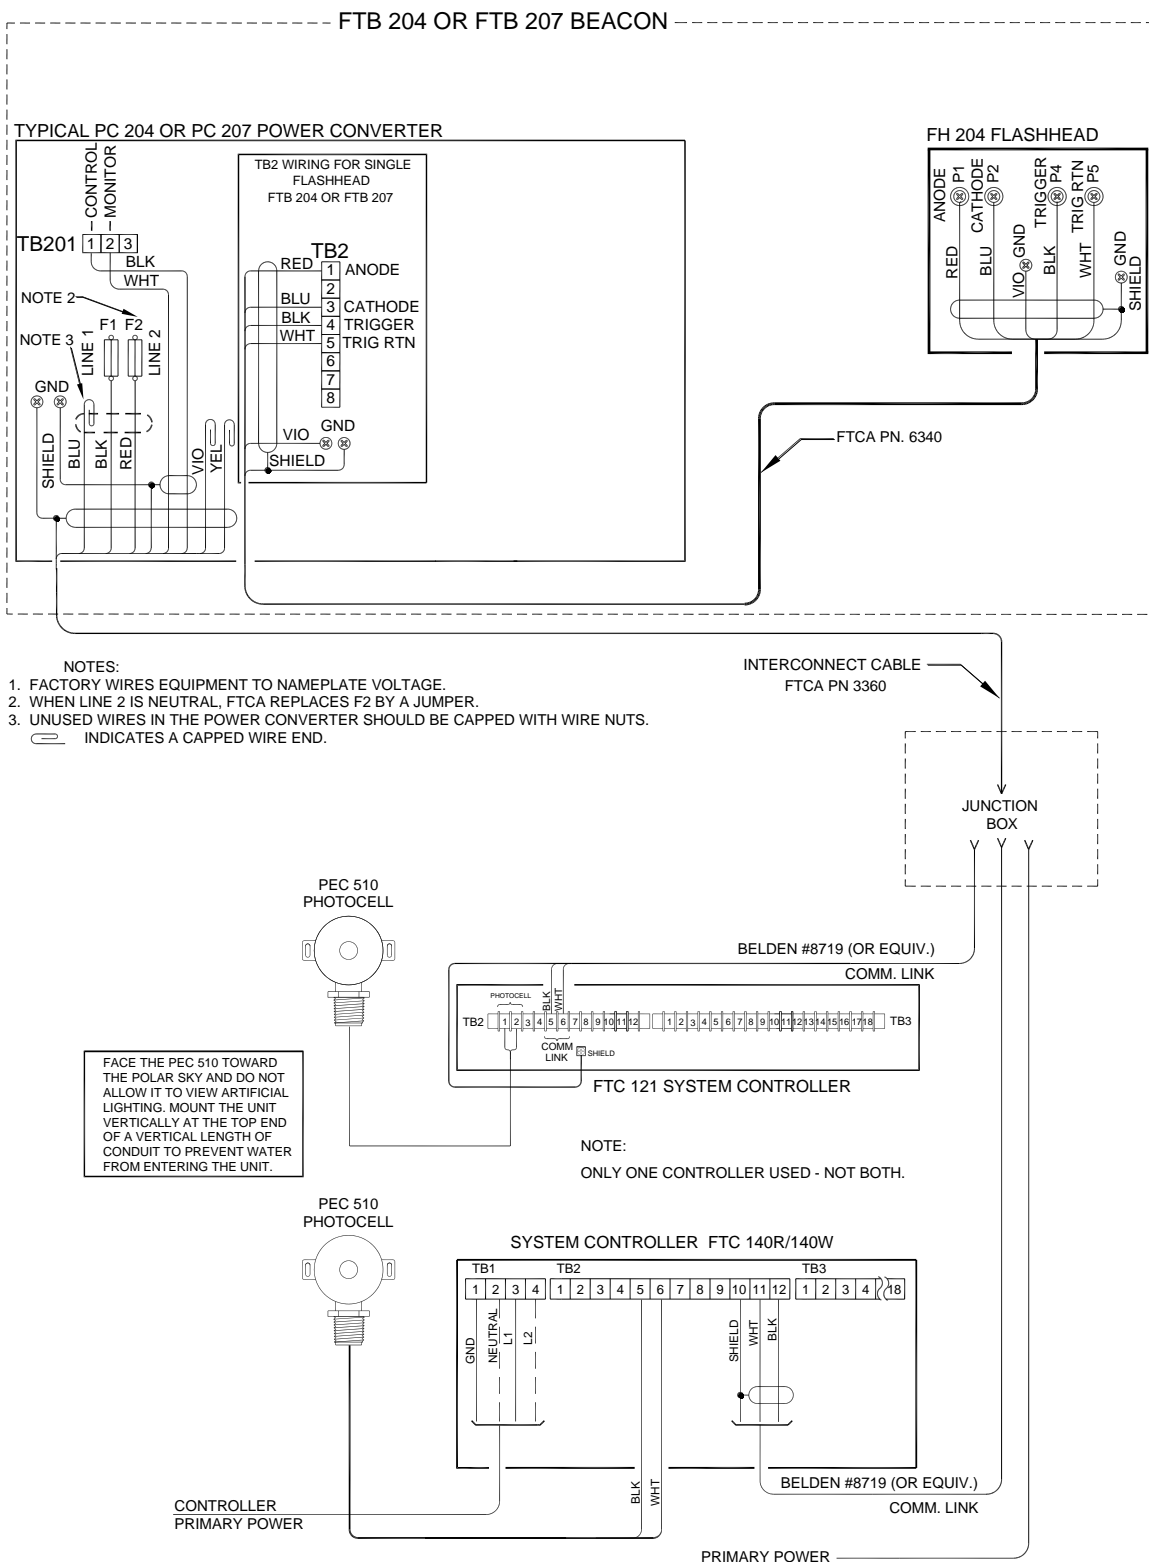 FTB 204 OR FTB 207 BEACON
TYPICAL PC 204 OR PC 207 POWER CONVERTER
CONTROL
MONITOR
TB201
1 2 3
BLK
WHT
NOTE 2
F1 F2
NOTE 3
LINE 1
LINE 2
GND
SHIELD
BLU
BLK
RED
VIO
YEL
TB2 WIRING FOR SINGLE
FLASHHEAD
FTB 204 OR FTB 207
TB2
RED 1 ANODE
2
BLU 3 CATHODE
BLK 4 TRIGGER
WHT 5 TRIG RTN
6
7
8
VIO GND
SHIELD
FH 204 FLASHHEAD
ANODE P1
CATHODE P2
TRIGGER P4
TRIG RTN P5
RED
BLU
VIO GND
BLK
WHT
GND
SHIELD
FTCA PN. 6340
NOTES:
1. FACTORY WIRES EQUIPMENT TO NAMEPLATE VOLTAGE.
2. WHEN LINE 2 IS NEUTRAL, FTCA REPLACES F2 BY A JUMPER.
3. UNUSED WIRES IN THE POWER CONVERTER SHOULD BE CAPPED WITH WIRE NUTS.
INDICATES A CAPPED WIRE END.
INTERCONNECT CABLE
FTCA PN 3360
JUNCTION
BOX
PEC 510
PHOTOCELL
BELDEN #8719 (OR EQUIV.)
COMM. LINK
PHOTOCELL
BLK
WHT
TB2 1 2 3 4 5 6 7 8 9 10 11 12
1 2 3 4 5 6 7 8 9 10 11 12 13 14 15 16 17 18 TB3
COMM
LINK
SHIELD
FTC 121 SYSTEM CONTROLLER
FACE THE PEC 510 TOWARD
THE POLAR SKY AND DO NOT
ALLOW IT TO VIEW ARTIFICIAL
LIGHTING. MOUNT THE UNIT
VERTICALLY AT THE TOP END
OF A VERTICAL LENGTH OF
CONDUIT TO PREVENT WATER
FROM ENTERING THE UNIT.
NOTE:
ONLY ONE CONTROLLER USED - NOT BOTH.
PEC 510
PHOTOCELL
SYSTEM CONTROLLER FTC 140R/140W
TB1 TB2 TB3
1 2 3 4 1 2 3 4 5 6 7 8 9 10 11 12 1 2 3 4 18
GND
NEUTRAL
L1
L2
SHIELD
WHT
BLK
BLK
WHT
BELDEN #8719 (OR EQUIV.)
COMM. LINK
CONTROLLER
PRIMARY POWER
PRIMARY POWER